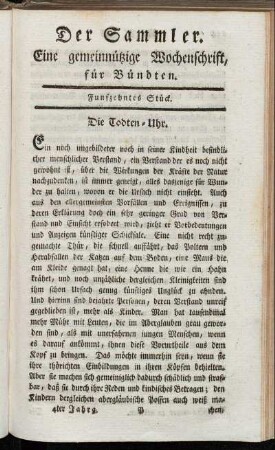 Der Sammler.
Eine gemeinnützige Wochenschrift,
für Bündten.
Funfzehntes Stück.
Die Todten-Uhr.
Ein noch ungebildeter noch in seiner Kindheit befindli-
cher menschlicher Verstand, ein Verstand der es noch nicht
gewohnt ist, über die Wirkungen der Kräfte der Natur
nachzudenken, ist immer geneigt, alles dasjenige für Wun-
der zu halten, wovon er die Ursach nicht einsieht. Auch
aus den allergemeinsten Vorfällen und Ereignissen, zu
deren Erklärung doch ein sehr geringer Grad von Ver-
stand und Einsicht erfodert wird, zieht er Vorbedeutungen
und Anzeigen künftiger Schicksale. Eine nicht recht zu-
gemachte Thür, die schnell auffährt, das Poltern und
Herabfallen der Katzen auf dem Boden, eine Maus die
am Kleide genagt hat, eine Henne die wie ein Hahn
krähet, und noch unzählbare dergleichen Kleinigkeiten sind
ihm schon Ursach genug künftiges Unglück zu erhnden.
Und hierinn sind bejahrte Personen, deren Verstand unreif
geblieben ist, mehr als Kinder. Man hat tausendmal
mehr Mühe mit Leuten, die im Aberglauben grau gewor-
den sind, als mit unerfahrnen jungen Menschen, wenn
es darauf ankommt, ihnen diese Vorurtheile aus dem
Kopf zu bringen. Das möchte immerhin seyn, wenn sie
ihre thörichten Einbildungen in ihren Köpfen behielten.
Aber sie machen sich gemeiniglich dadurch schädlich und straf-
bar, daß sie durch ihre Reden und kindisches Betragen; den
Kindern dergleichen abergläubische Possen auch weiß ma-
4ter Jahrg. P chen,